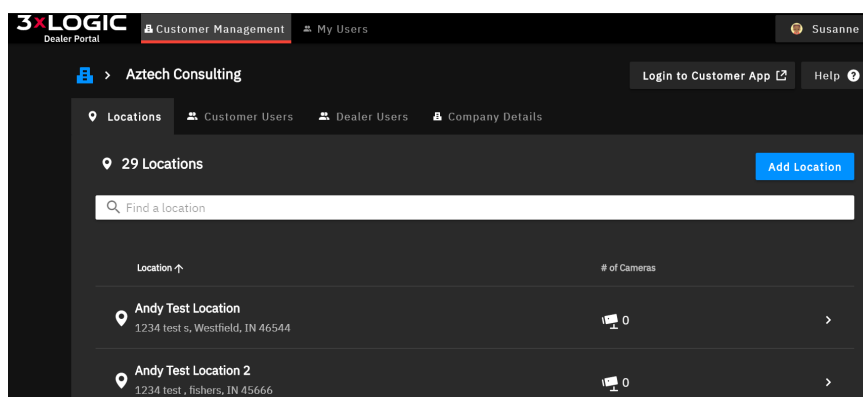 3xLOGIC
Dealer Portal
Customer Management
My Users
Susanne
Aztech Consulting
Login to Customer App
Help
Locations
Customer Users
Dealer Users
Company Details
29 Locations
Add Location
Find a location
Location
# of Cameras
Andy Test Location
1234 test s, Westfield, IN 46544
0
Andy Test Location 2
1234 test , fishers, IN 45666
0